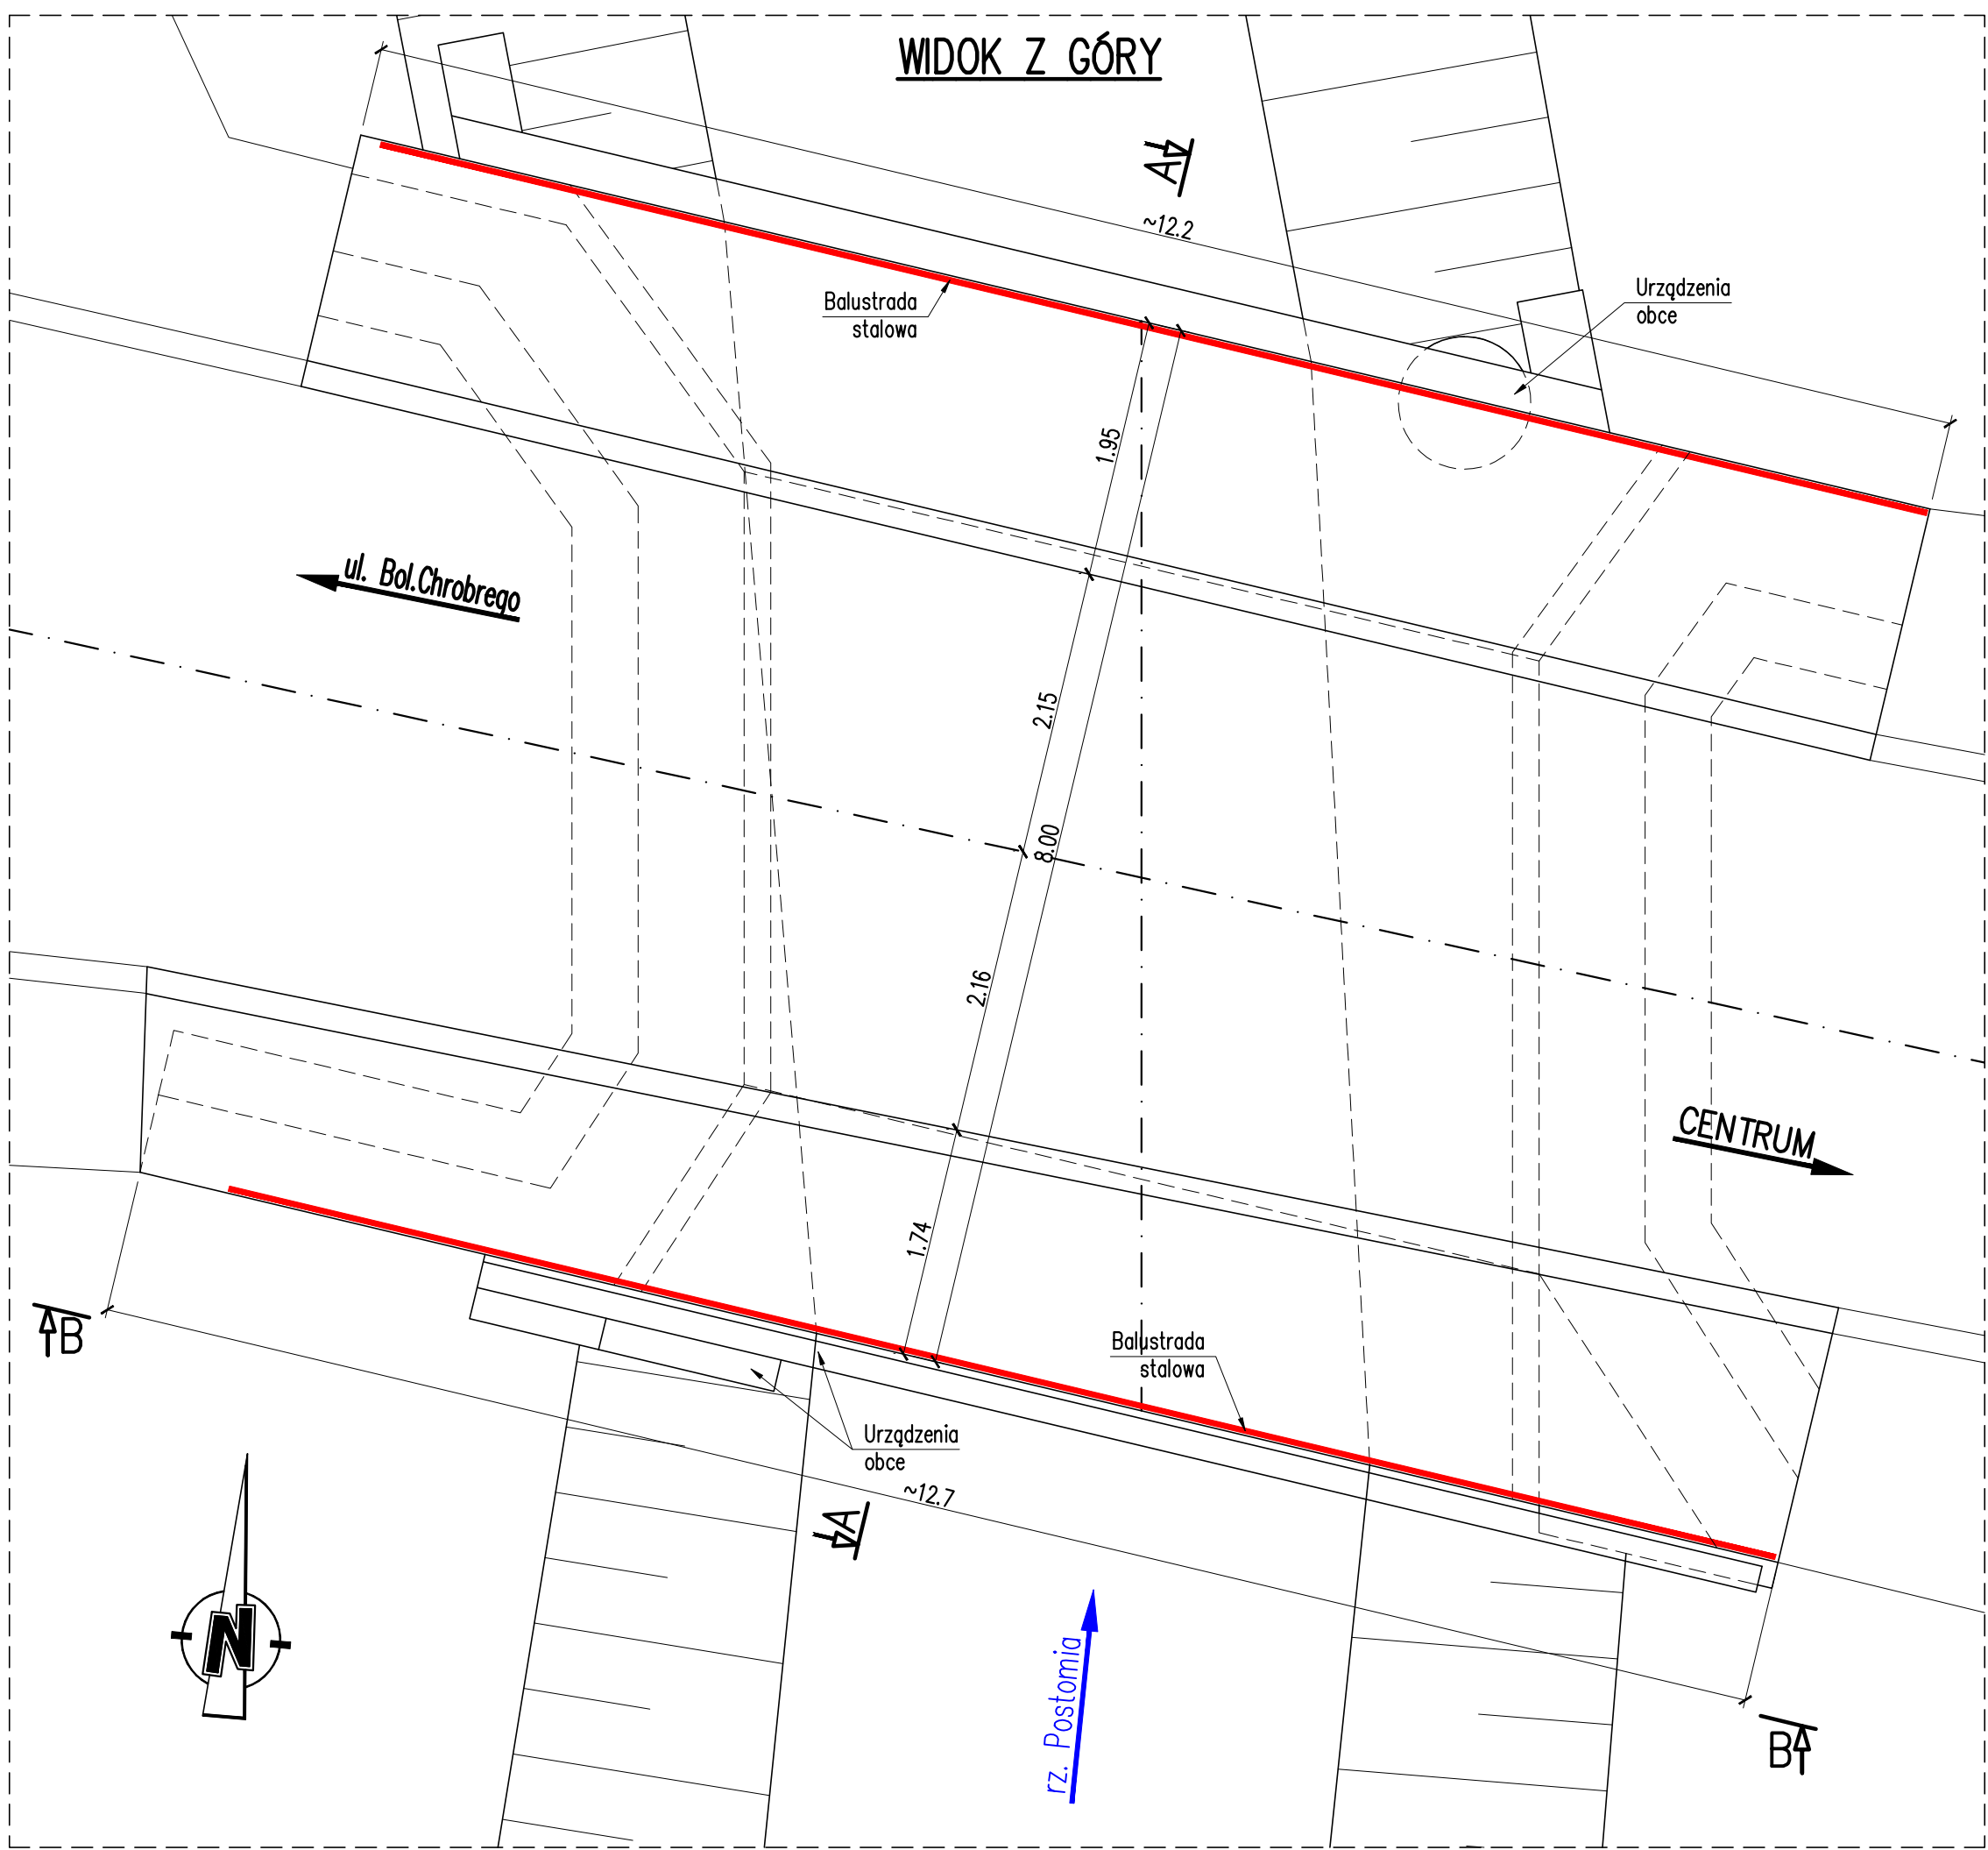 WIDOK Z GÓRY
A
~12.2
Balustrada
stalowa
Urządzenia
obce
1.95
ul. Bol.Chrobrego
2.15
8.00
2.16
CENTRUM
1.74
B
Balustrada
stalowa
Urządzenia
obce
~12.7
A
N
rz. Postomia
B